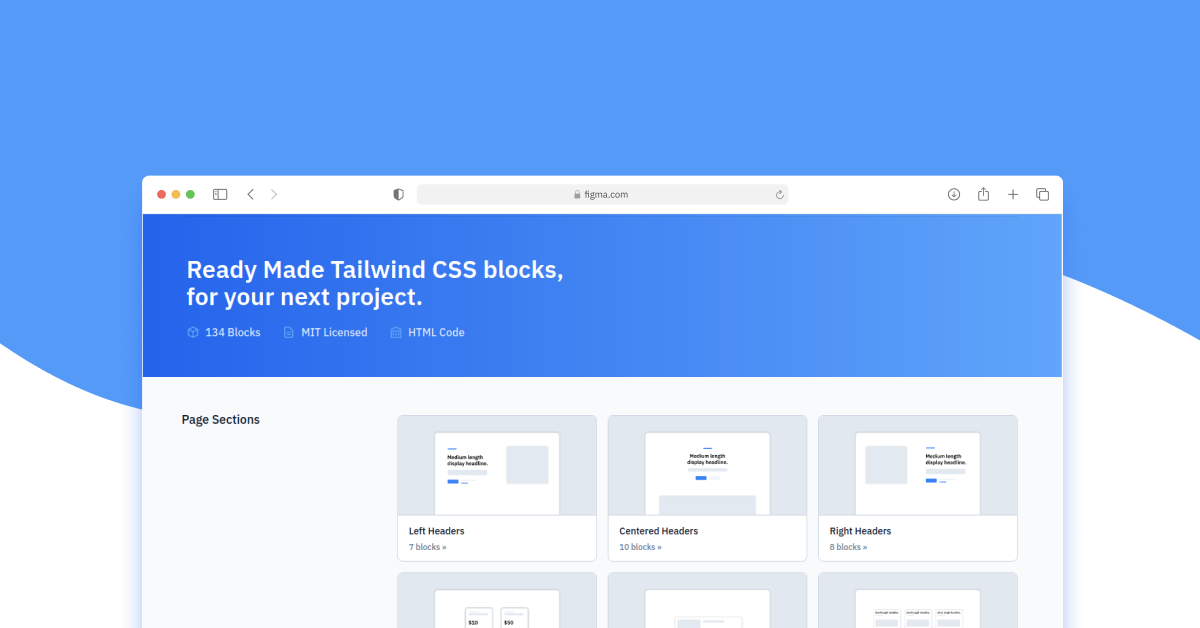 figma.com
Ready Made Tailwind CSS blocks,
for your next project.
134 Blocks
MIT Licensed
HTML Code
Page Sections
Medium length
display headline.
Medium length
display headline.
Medium length
display headline.
Left Headers
7 blocks »
Centered Headers
10 blocks »
Right Headers
8 blocks »
$10
$50